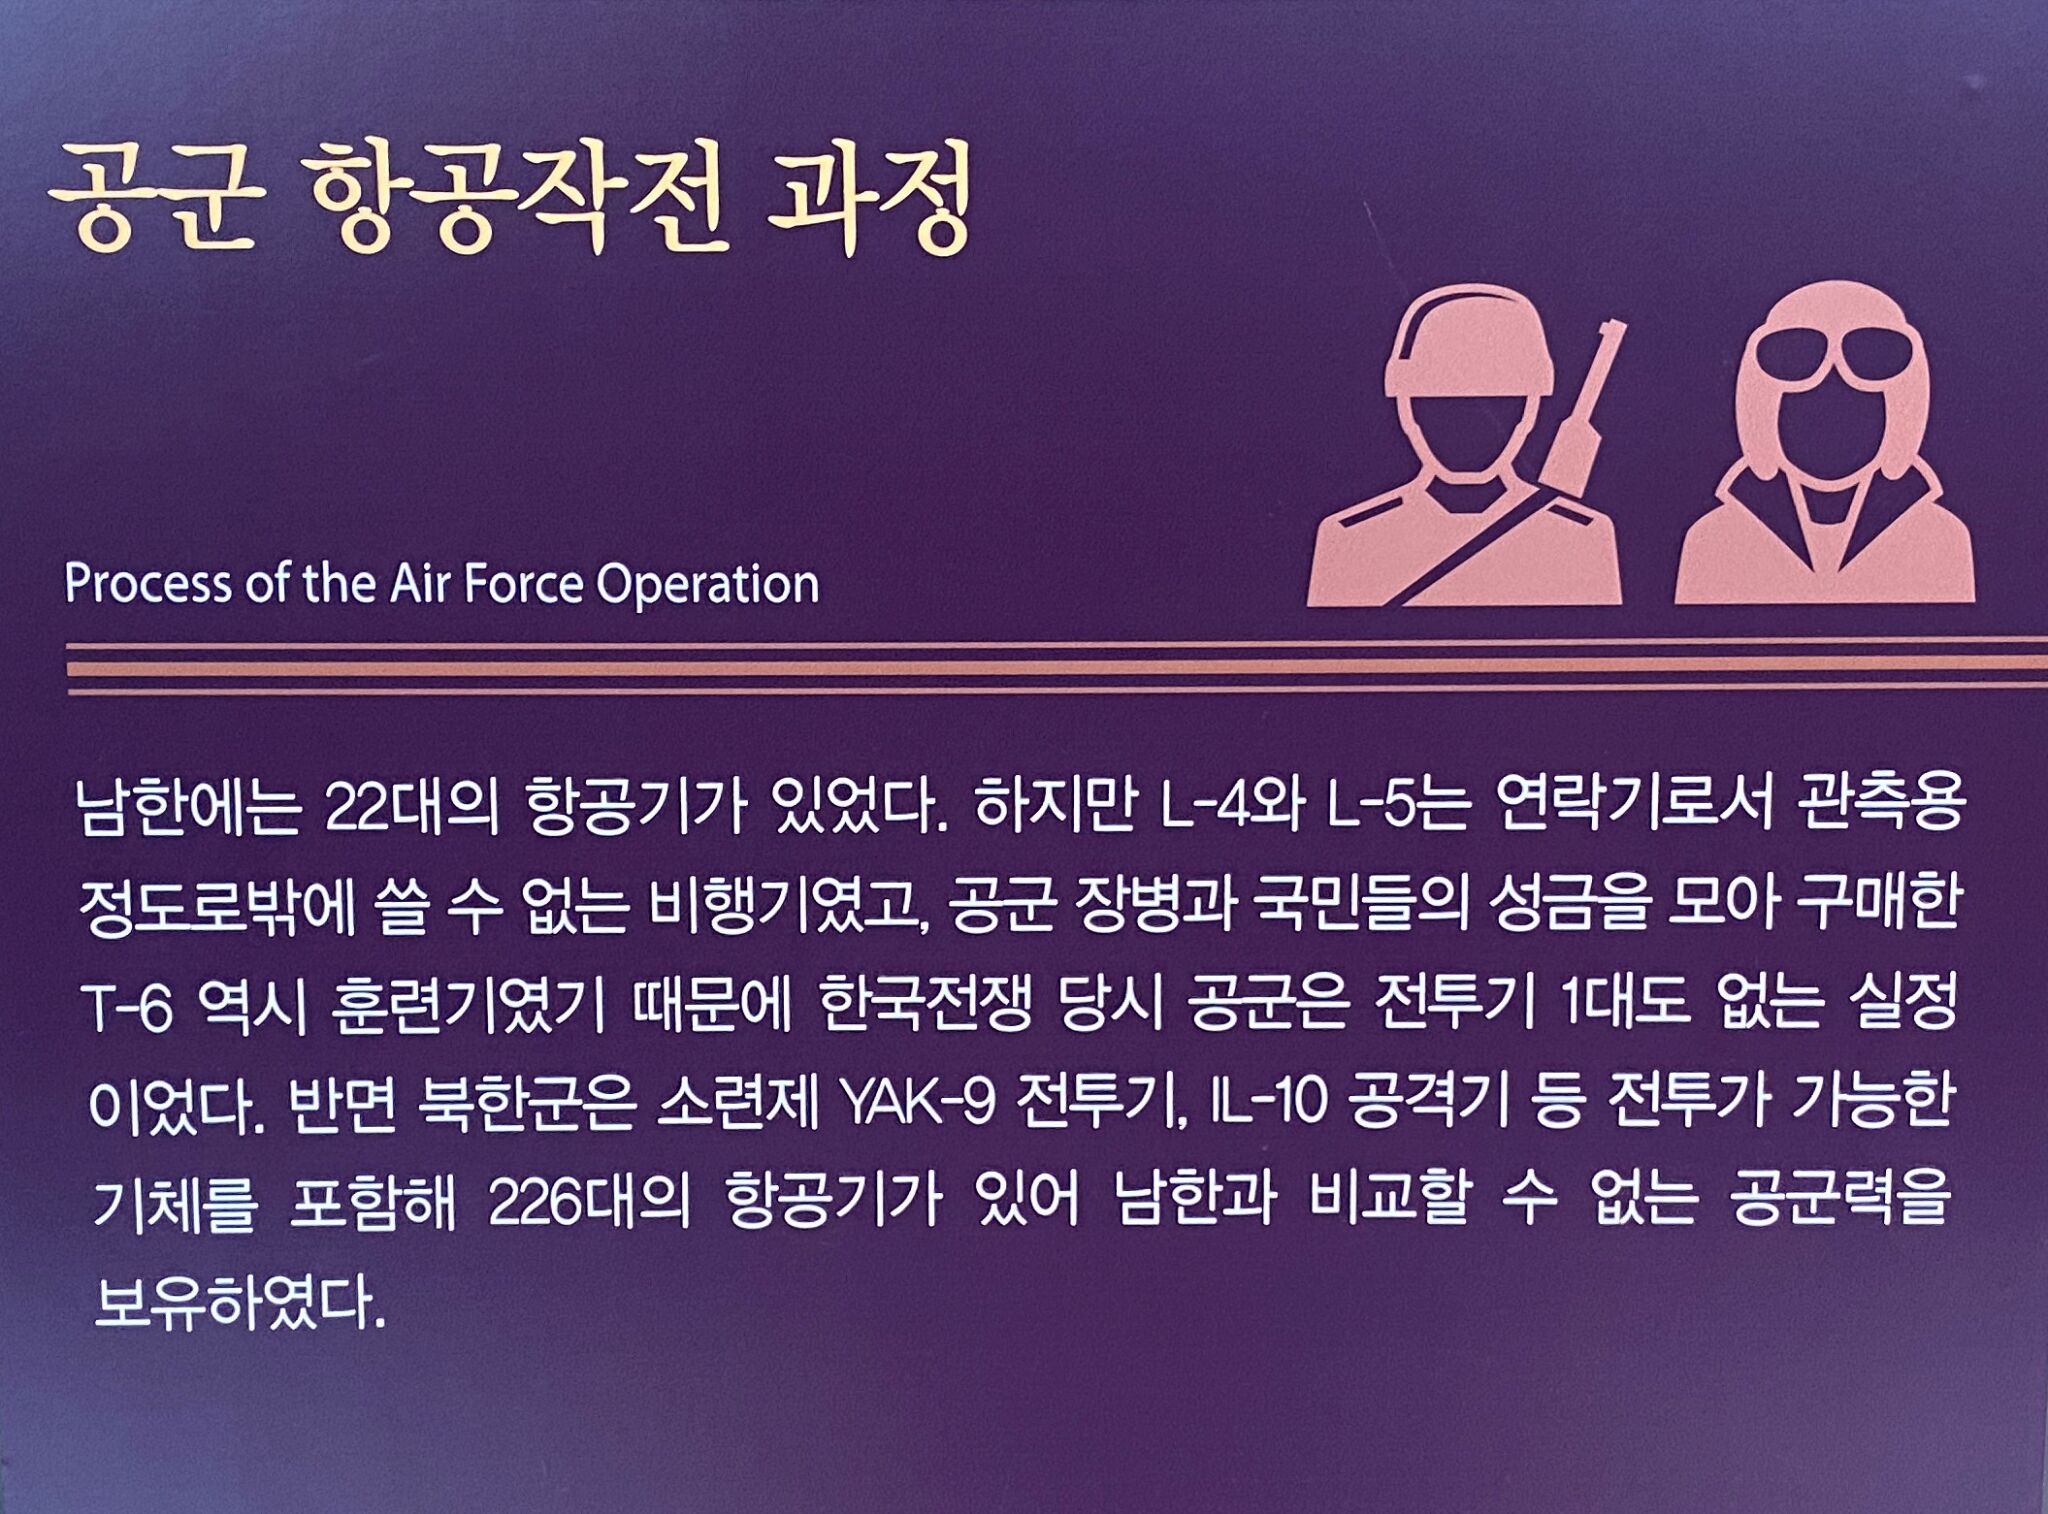 공군 항공작전 과정
Process of the Air Force Operation
남한에는 22대의 항공기가 있었다. 하지만 L-4와 L-5는 연락기로서 관측용
정도로밖에 쓸 수 없는 비행기였고, 공군 장병과 국민들의 성금을 모아 구매한
T-6 역시 훈련기였기 때문에 한국전쟁 당시 공군은 전투기 1대도 없는 실정
이었다. 반면 북한군은 소련제 YAK-9 전투기, IL-10 공격기 등 전투가 가능한
기체를 포함해 226대의 항공기가 있어 남한과 비교할 수 없는 공군력을
보유하였다.